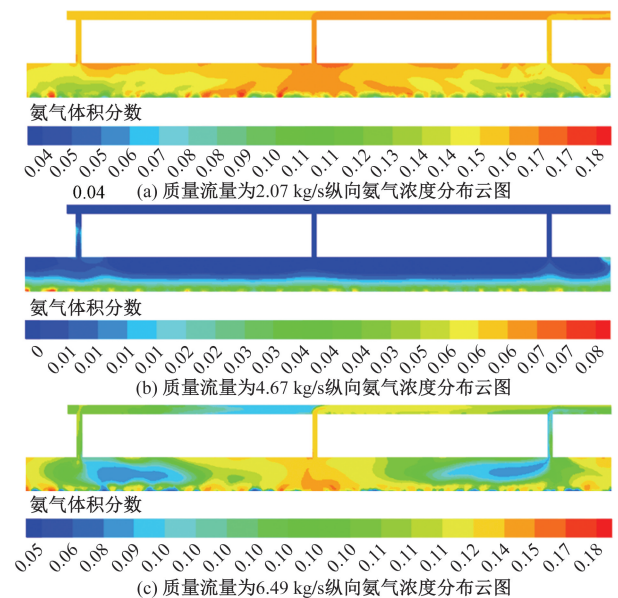 氨气体积分数
0.04 0.05 0.05 0.06 0.07 0.08 0.08 0.09 0.10 0.11 0.11 0.12 0.13 0.14 0.14 0.15 0.16 0.17 0.17 0.18
0.04
(a) 质量流量为2.07 kg/s纵向氨气浓度分布云图
氨气体积分数
0 0.01 0.01 0.01 0.01 0.02 0.02 0.03 0.03 0.04 0.04 0.03 0.05 0.06 0.06 0.06 0.07 0.07 0.08
(b) 质量流量为4.67 kg/s纵向氨气浓度分布云图
氨气体积分数
0.05 0.06 0.08 0.09 0.10 0.10 0.10 0.10 0.10 0.10 0.11 0.11 0.12 0.14 0.15 0.17 0.18
(c) 质量流量为6.49 kg/s纵向氨气浓度分布云图